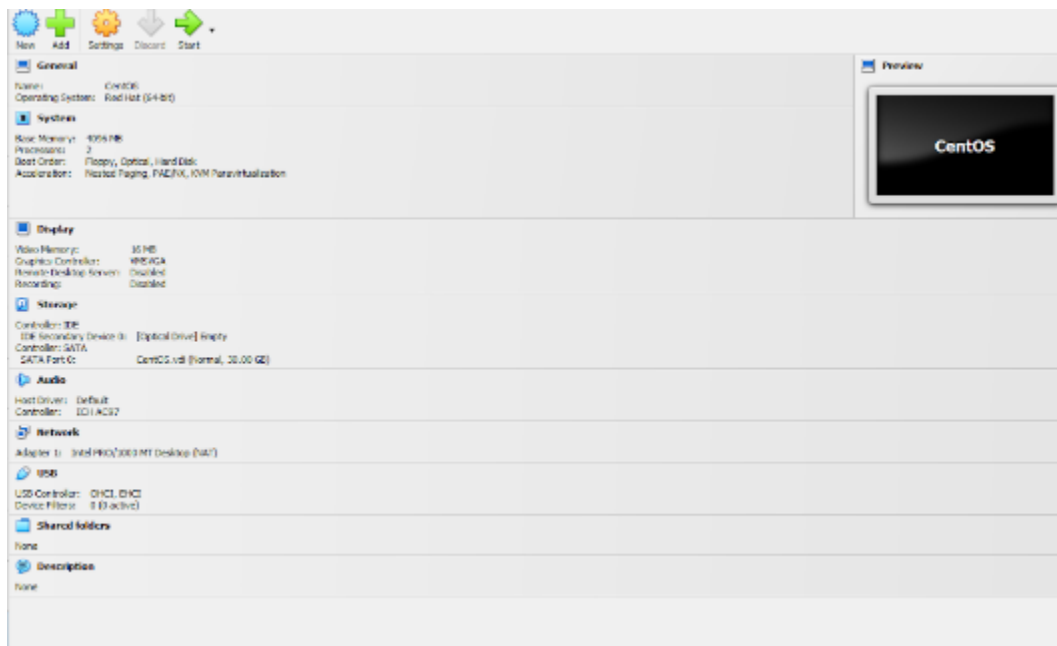 New Add Settings Discard Start
General
Name: CentOS
Operating System: Red Hat (64-bit)
System
Base Memory: 4096 MB
Processors: 2
Boot Order: Floppy, Optical, Hard Disk
Acceleration: Nested Paging, PAE/NX, KVM Paravirtualization
Preview
CentOS
Display
Video Memory: 16 MB
Graphics Controller: VMSVGA
Remote Desktop Server: Disabled
Recording: Disabled
Storage
Controller: IDE
IDE Secondary Device 0: [Optical Drive] Empty
Controller: SATA
SATA Port 0: CentOS.vdi (Normal, GB)
Audio
Host Driver: Default
Controller: ICH AC97
Network
Adapter 1: Intel PRO/1000 MT Desktop (NAT)
USB
USB Controller: OHCI, EHCI
Device Filters: 0 (0 active)
Shared folders
None
Description
None